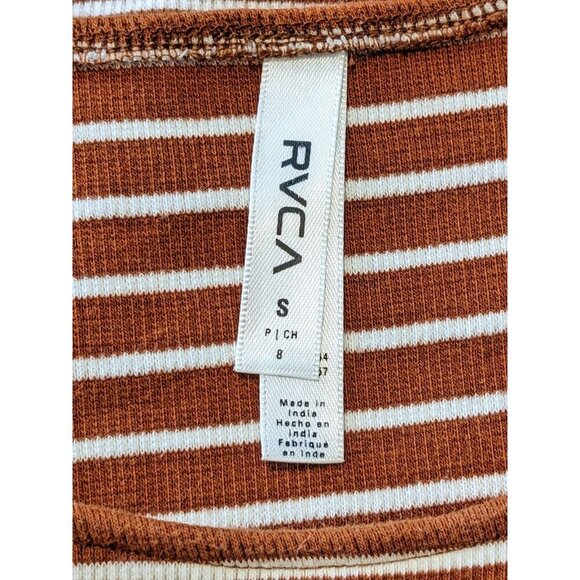 RVCA
S
P | CH
8
Made in
India
Hecho en
India
Fabriqué
en Inde